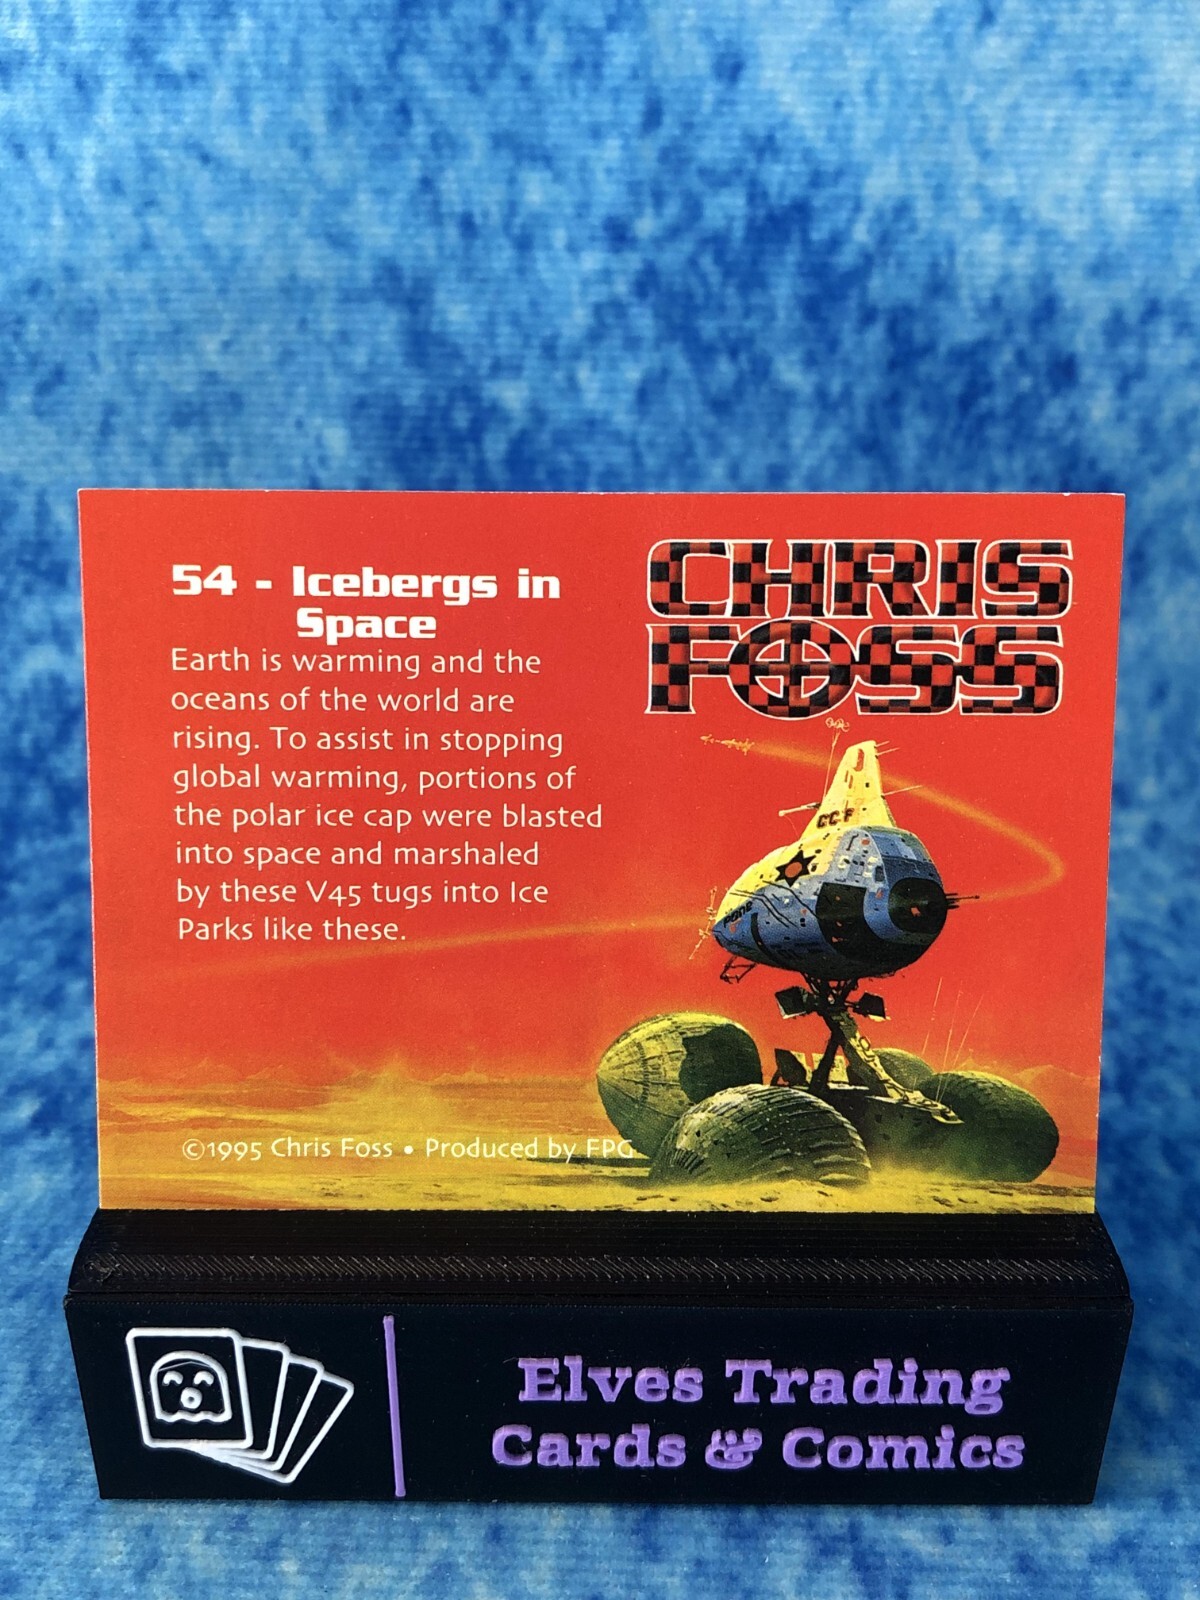 54 - Icebergs in
Space
Earth is warming and the
oceans of the world are
rising. To assist in stopping
global warming, portions of
the polar ice cap were blasted
into space and marshaled
by these V45 tugs into Ice
Parks like these.
CHRIS
FOSS
CCF
©1995 Chris Foss • Produced by FPG
Elves Trading
Cards & Comics